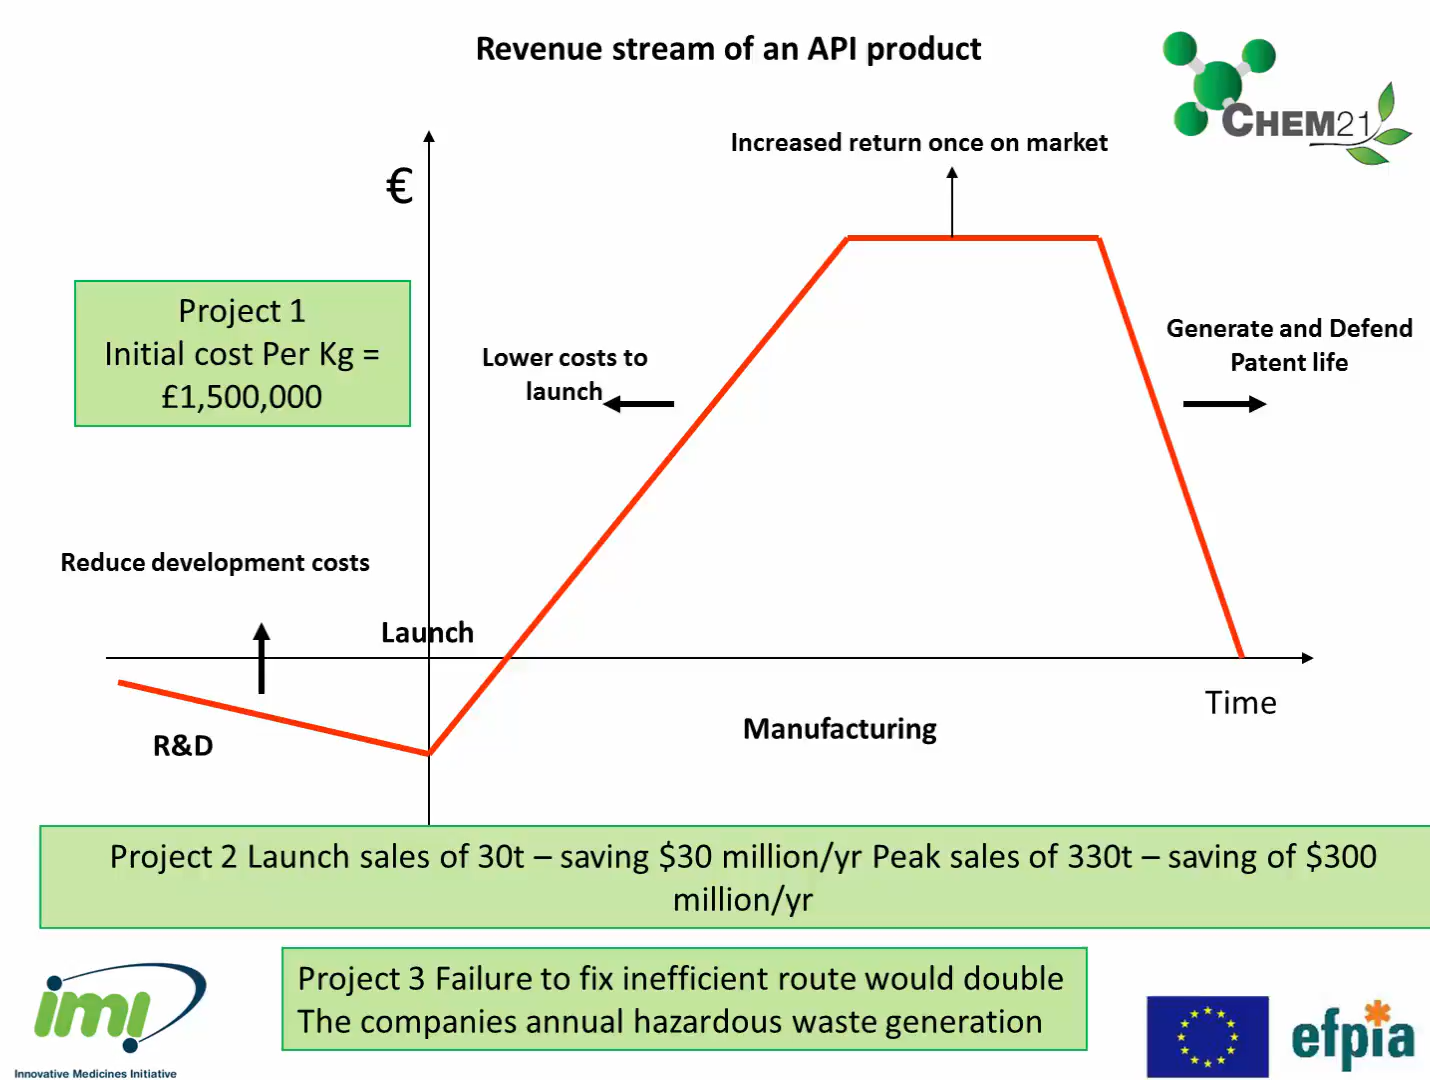 Revenue stream of an API product
CHEM21
Increased return once on market
€
Project 1
Initial cost Per Kg =
£1,500,000
Lower costs to
launch
Generate and Defend
Patent life
Reduce development costs
Launch
Time
Manufacturing
R&D
Project 2 Launch sales of 30t – saving $30 million/yr Peak sales of 330t – saving of $300
million/yr
Project 3 Failure to fix inefficient route would double
The companies annual hazardous waste generation
imi
Innovative Medicines Initiative
efpia